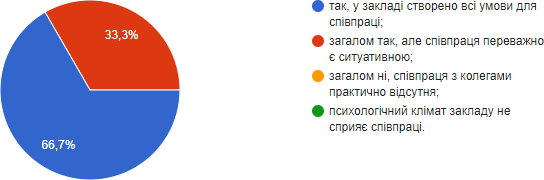 33,3%
66,7%
так, у закладі створено всі умови для
співпраці;
загалом так, але співпраця переважно
є ситуативною;
загалом ні, співпраця з колегами
практично відсутня;
психологічний клімат закладу не
сприяє співпраці.